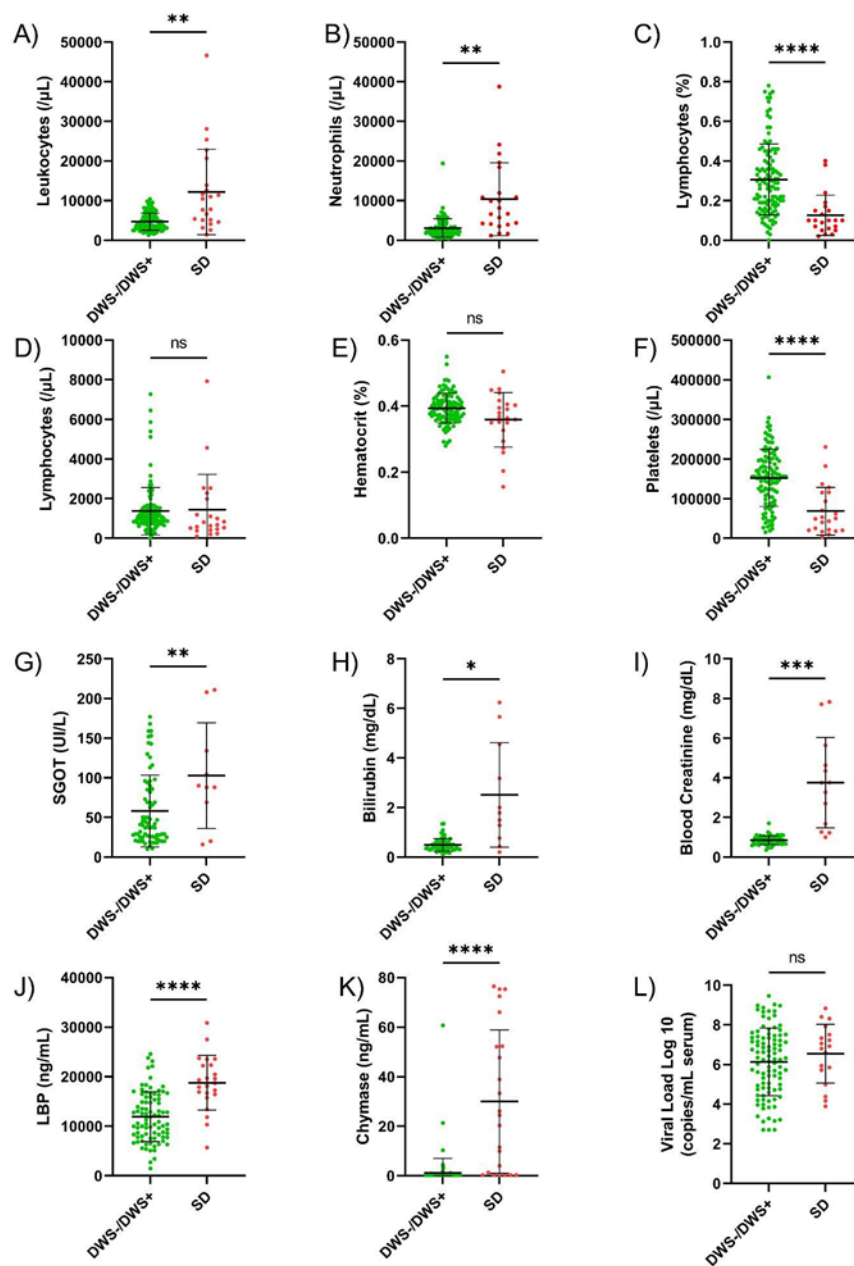 A)
Leukocytes (/µL)
50000
40000
30000
20000
10000
0
**
DWS-/DWS+
SD
B)
Neutrophils (/µL)
50000
40000
30000
20000
10000
0
**
DWS-/DWS+
SD
C)
Lymphocytes (%)
1.0
0.8
0.6
0.4
0.2
0.0
****
DWS-/DWS+
SD
D)
Lymphocytes (/µL)
10000
8000
6000
4000
2000
0
ns
DWS-/DWS+
SD
E)
Hematocrit (%)
0.6
0.4
0.2
0.0
ns
DWS-/DWS+
SD
F)
Platelets (/µL)
500000
400000
300000
200000
100000
0
****
DWS-/DWS+
SD
G)
SGOT (UI/L)
250
200
150
100
50
0
**
DWS-/DWS+
SD
H)
Bilirubin (mg/dL)
8
6
4
2
0
*
DWS-/DWS+
SD
I)
Blood Creatinine (mg/dL)
10
8
6
4
2
0
***
DWS-/DWS+
SD
J)
LBP (ng/mL)
40000
30000
20000
10000
0
****
DWS-/DWS+
SD
K)
Chymase (ng/mL)
80
60
40
20
0
****
DWS-/DWS+
SD
L)
Viral Load Log 10
(copies/mL serum)
10
8
6
4
2
0
ns
DWS-/DWS+
SD